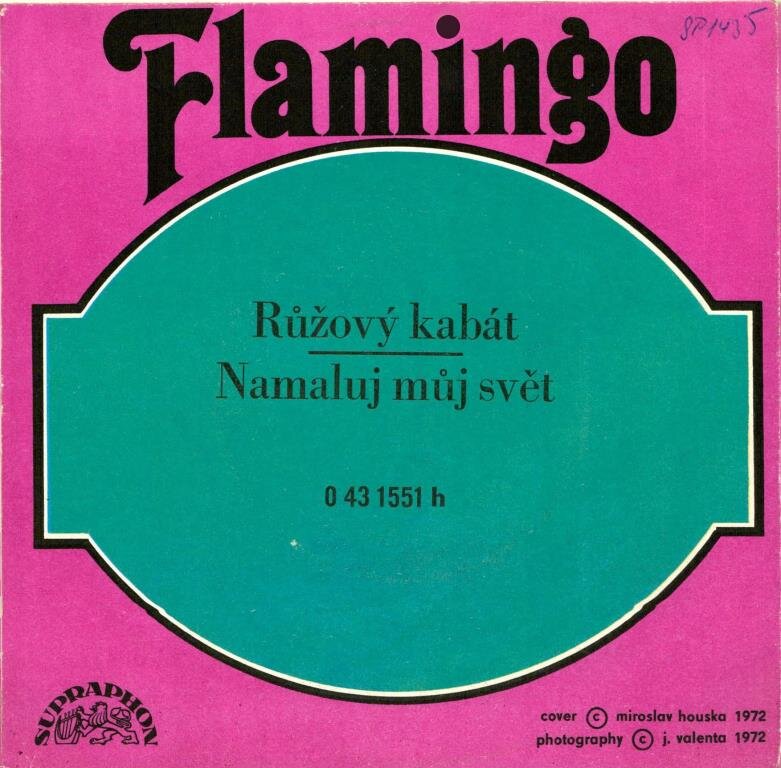 Flamingo
SP1435
Růžový kabát
Namaluj můj svět
0 43 1551 h
SUPRAPHON
cover © miroslav houska 1972
photography © j. valenta 1972